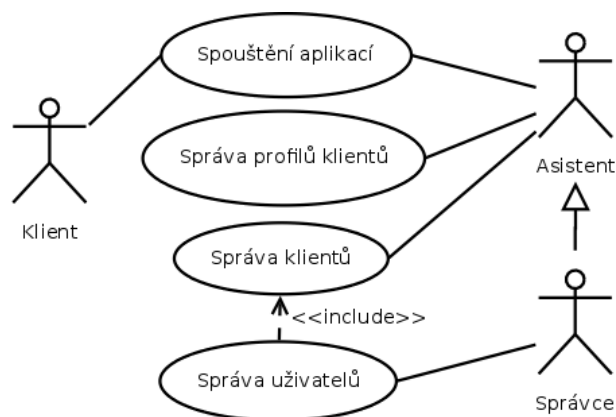 Spouštění aplikací
Správa profilů klientů
Asistent
Klient
Správa klientů
<<include>>
Správa uživatelů
Správce